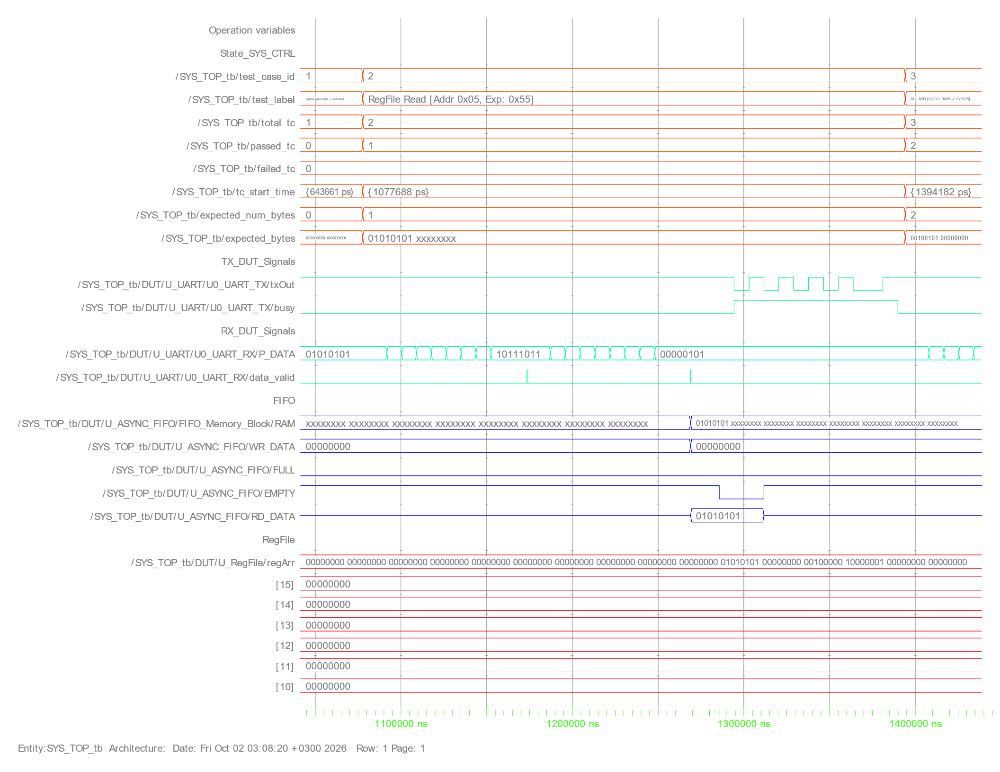 Operation variables
State_SYS_CTRL
/SYS_TOP_tb/test_case_id 1 2 3
/SYS_TOP_tb/test_label RegFile Write [0x55 -> Addr 0x05] RegFile Read [Addr 0x05, Exp: 0x55] ALU ADD [0x20 + 0x05 -> 0x0025]
/SYS_TOP_tb/total_tc 1 2 3
/SYS_TOP_tb/passed_tc 0 1 2
/SYS_TOP_tb/failed_tc 0
/SYS_TOP_tb/tc_start_time {643661 ps} {1077688 ps} {1394182 ps}
/SYS_TOP_tb/expected_num_bytes 0 1 2
/SYS_TOP_tb/expected_bytes xxxxxxxx xxxxxxxx 01010101 xxxxxxxx 00100101 00000000
TX_DUT_Signals
/SYS_TOP_tb/DUT/U_UART/U0_UART_TX/txOut
/SYS_TOP_tb/DUT/U_UART/U0_UART_TX/busy
RX_DUT_Signals
/SYS_TOP_tb/DUT/U_UART/U0_UART_RX/P_DATA 01010101 10111011 00000101
/SYS_TOP_tb/DUT/U_UART/U0_UART_RX/data_valid
FIFO
/SYS_TOP_tb/DUT/U_ASYNC_FIFO/FIFO_Memory_Block/RAM xxxxxxxx xxxxxxxx xxxxxxxx xxxxxxxx xxxxxxxx xxxxxxxx xxxxxxxx xxxxxxxx 01010101 xxxxxxxx xxxxxxxx xxxxxxxx xxxxxxxx xxxxxxxx xxxxxxxx xxxxxxxx
/SYS_TOP_tb/DUT/U_ASYNC_FIFO/WR_DATA 00000000 00000000
/SYS_TOP_tb/DUT/U_ASYNC_FIFO/FULL
/SYS_TOP_tb/DUT/U_ASYNC_FIFO/EMPTY
/SYS_TOP_tb/DUT/U_ASYNC_FIFO/RD_DATA 01010101
RegFile
/SYS_TOP_tb/DUT/U_RegFile/regArr 00000000 00000000 00000000 00000000 00000000 00000000 00000000 00000000 00000000 00000000 01010101 00000000 00100000 10000001 00000000 00000000
[15] 00000000
[14] 00000000
[13] 00000000
[12] 00000000
[11] 00000000
[10] 00000000
1100000 ns 1200000 ns 1300000 ns 1400000 ns
Entity:SYS_TOP_tb Architecture: Date: Fri Oct 02 03:08:20 +0300 2026 Row: 1 Page: 1